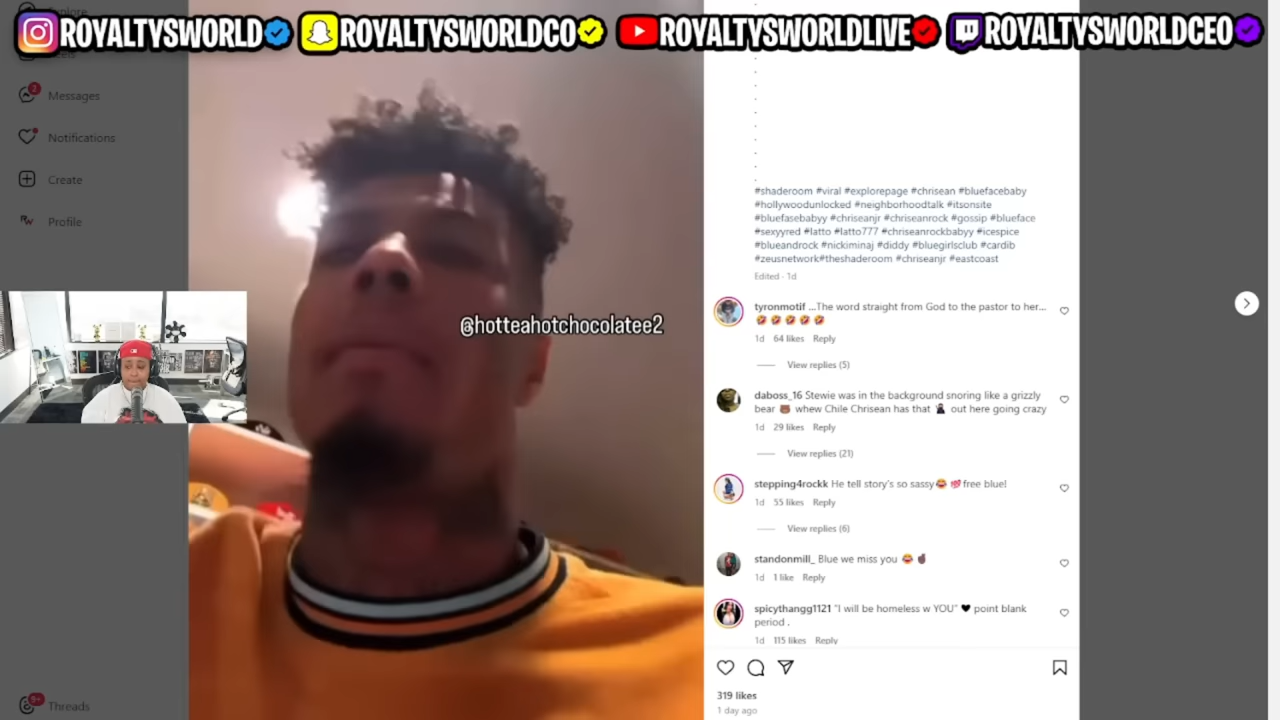 ROYALTYSWORLD ROYALTYSWORLDCO ROYALTYSWORLDLIVE ROYALTYSWORLDCEO
Explore
2
Messages
Notifications
Create
Profile
9+
Threads
@hotteahotchocolatee2
#shaderoom #viral #explorepage #chrisean #bluefacebaby
#hollywoodunlocked #neighborhoodtalk #itsonsite
#bluefasebabyy #chriseanjr #chriseanrock #gossip #blueface
#sexyyred #latto #latto777 #chriseanrockbabyy #icespice
#blueandrock #nickiminaj #diddy #bluegirlsclub #cardib
#zeusnetwork#theshaderoom #chriseanjr #eastcoast
Edited · 1d
tyronmotif ...The word straight from God to the pastor to her...
🤣 🤣 🤣 🤣 🤣
1d 64 likes Reply
View replies (5)
daboss_16 Stewie was in the background snoring like a grizzly
bear 🐻 whew Chile Chrisean has that 🥷🏿 out here going crazy
1d 29 likes Reply
View replies (21)
stepping4rockk He tell story's so sassy😂 💯free blue!
1d 55 likes Reply
View replies (6)
standonmill_ Blue we miss you
1d 1 like Reply
spicythangg1121 "I will be homeless w YOU" 🖤 point blank
period .
1d 115 likes Reply
319 likes
1 day ago